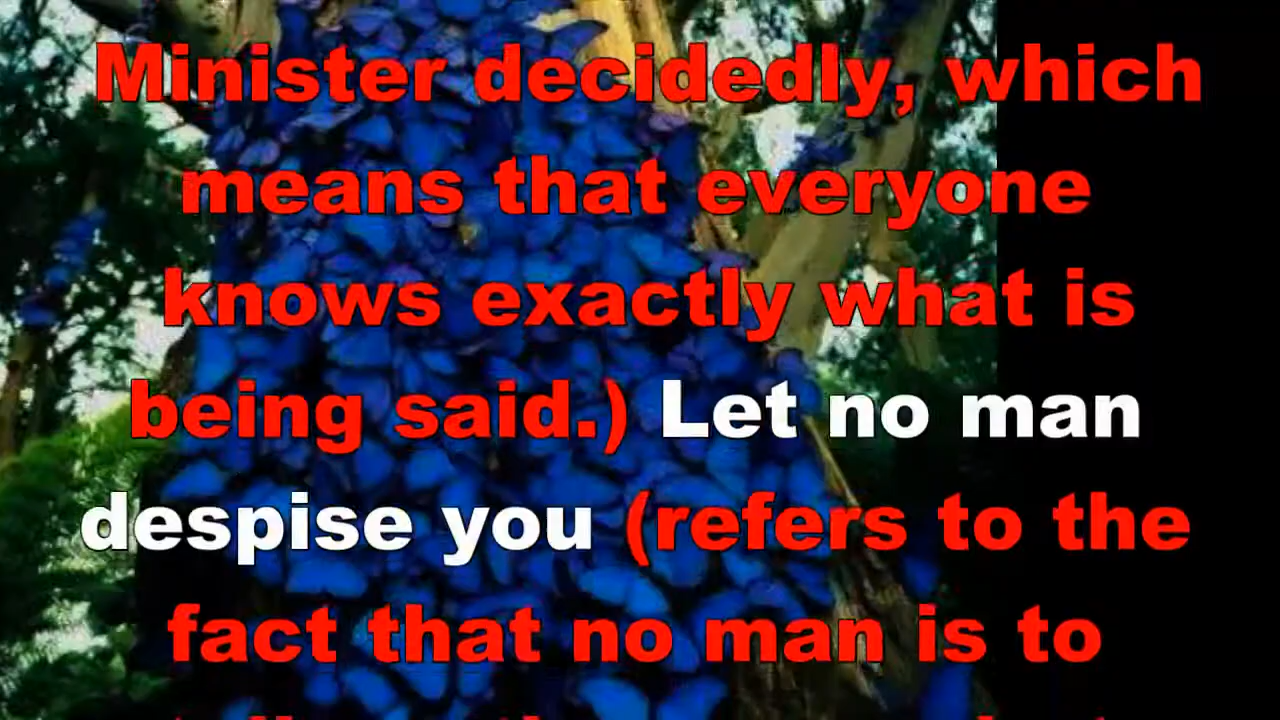 Minister decidedly, which
means that everyone
knows exactly what is
being said.) Let no man
despise you (refers to the
fact that no man is to